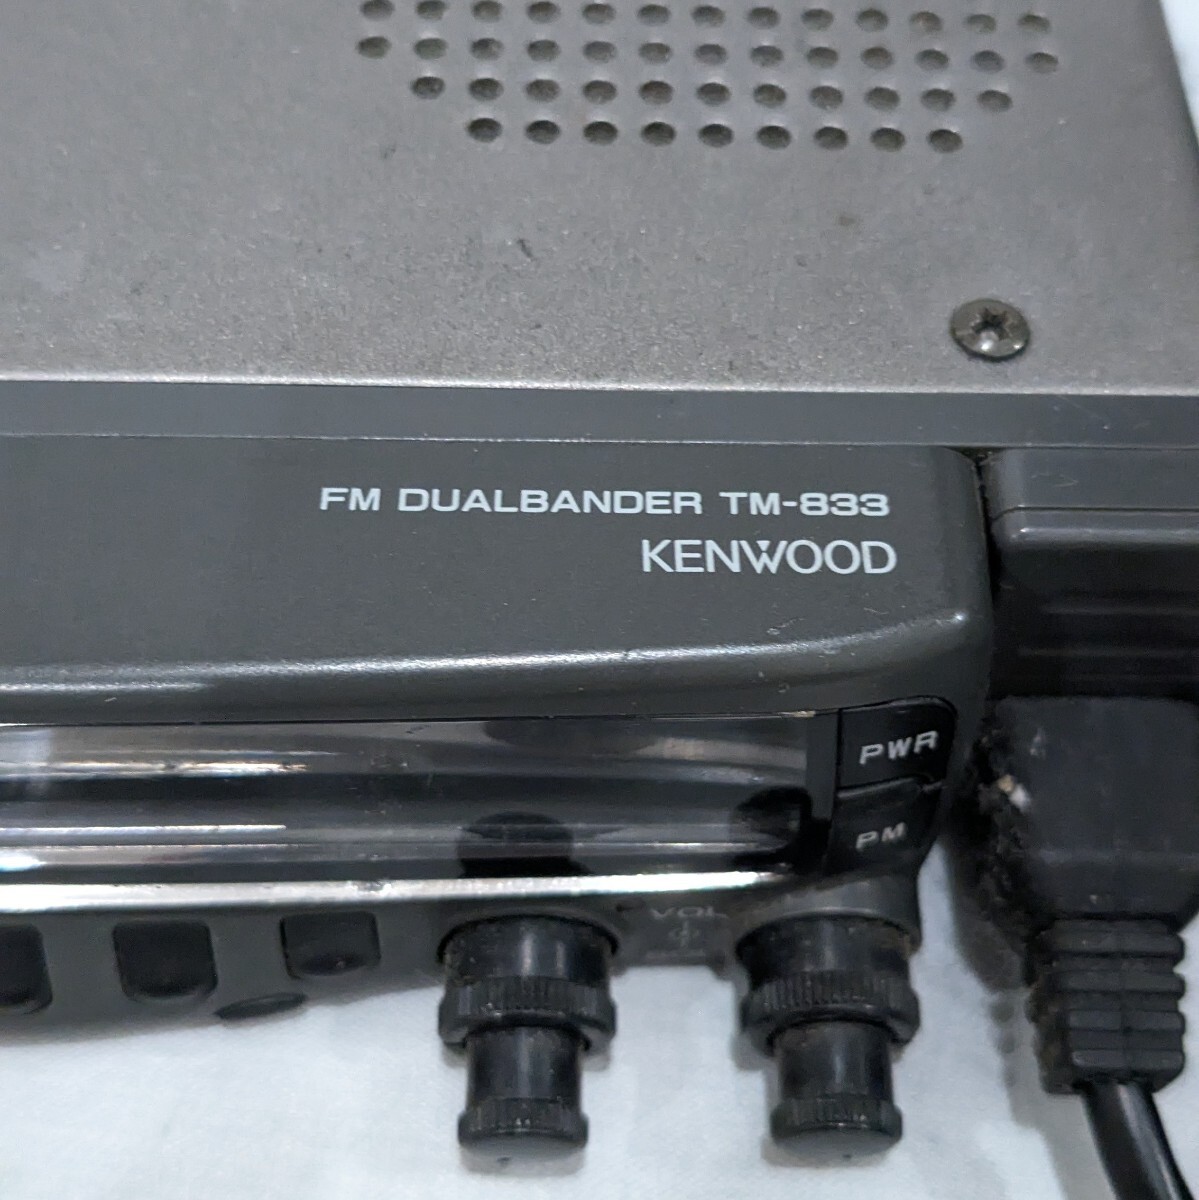 FM DUALBANDER TM-833
KENWOOD
PWR
PM
VOL